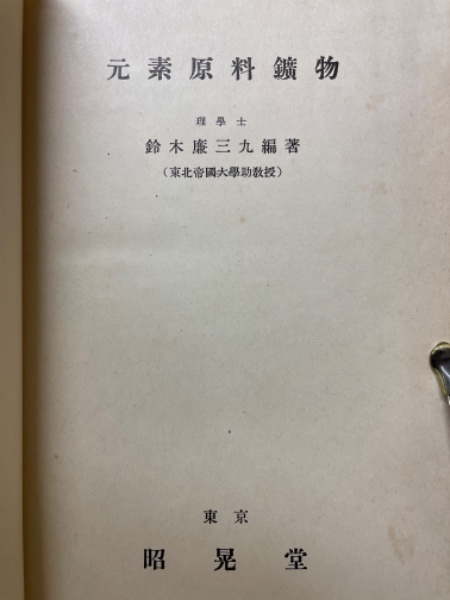 元素原料鑛物
理學士
鈴木廉三九編著
(東北帝國大學助教授)
東京
昭晃堂